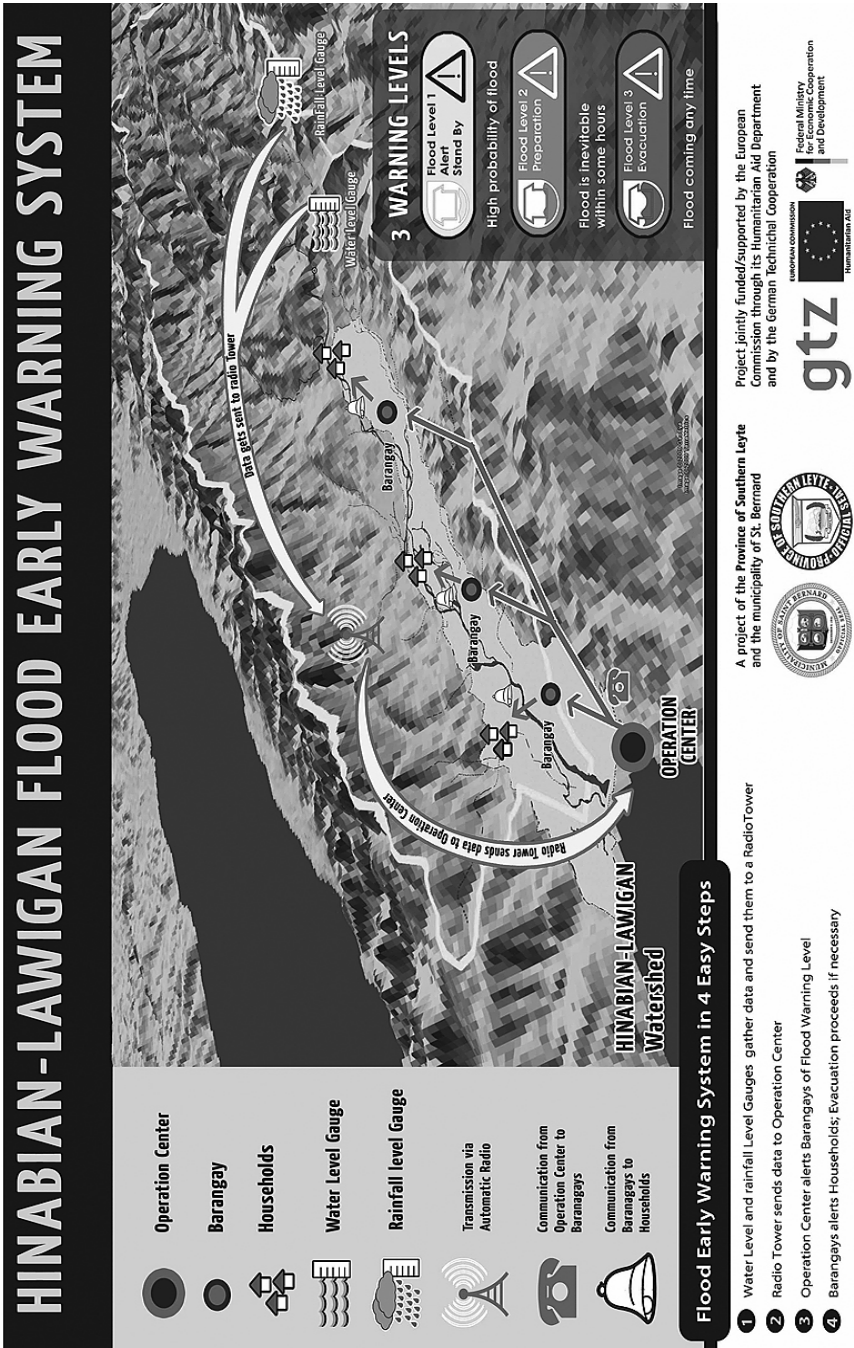 HINABIAN-LAWIGAN FLOOD EARLY WARNING SYSTEM
Operation Center
Barangay
Households
Water Level Gauge
Rainfall level Gauge
Transmission via
Automatic Radio
Communication from
Operation Center to
Baranagays
Communication from
Baranagays to
Households
RainFall Level Gauge
Water Level Gauge
Data gets sent to radio Tower
Radio Tower sends data to Operation Center
Barangay
Barangay
Barangay
OPERATION
CENTER
HINABIAN-LAWIGAN
Watershed
3 WARNING LEVELS
Flood Level 1
Alert
Stand By
High probability of flood
Flood Level 2
Preparation
Flood is inevitable
within some hours
Flood Level 3
Evacuation
Flood coming any time
Flood Early Warning System in 4 Easy Steps
1 Water Level and rainfall Level Gauges gather data and send them to a RadioTower
2 Radio Tower sends data to Operation Center
3 Operation Center alerts Barangays of Flood Warning Level
4 Barangays alerts Households; Evacuation proceeds if necessary
A project of the Province of Southern Leyte
and the municipality of St. Bernnard
MUNICIPALITY OF SAINT BERNARD
PROVINCE OF SOUTHERN LEYTE
OFFICIAL SEAL
Project jointly funded/supported by the European
Commission through its Humanitarian Aid Department
and by the German Technichal Cooperation
gtz
EUROPEAN COMMISSION
Humanitarian Aid
Federal Ministry
for Economic Cooperation
and Development